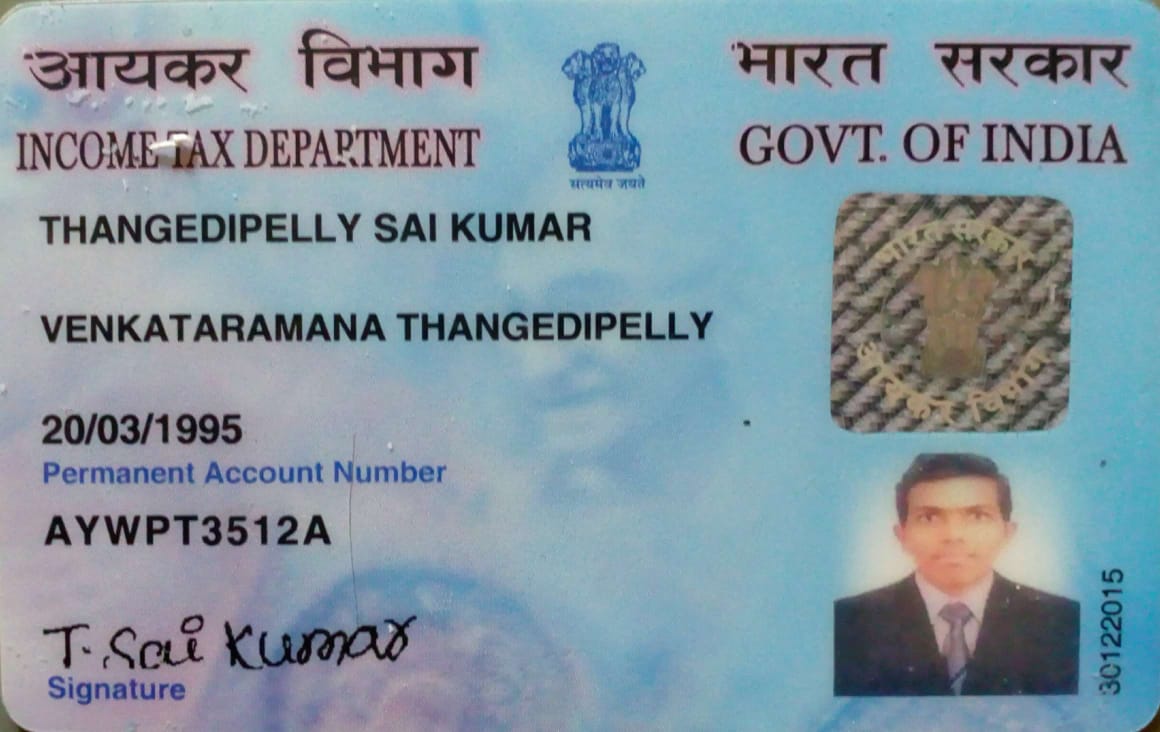 आयकर विभाग
INCOME TAX DEPARTMENT
सत्यमेव जयते
भारत सरकार
GOVT. OF INDIA
THANGEDIPELLY SAI KUMAR
VENKATARAMANA THANGEDIPELLY
20/03/1995
Permanent Account Number
AYWPT3512A
T. Sai Kumar
Signature
भारत सरकार
आयकर विभाग
30122015